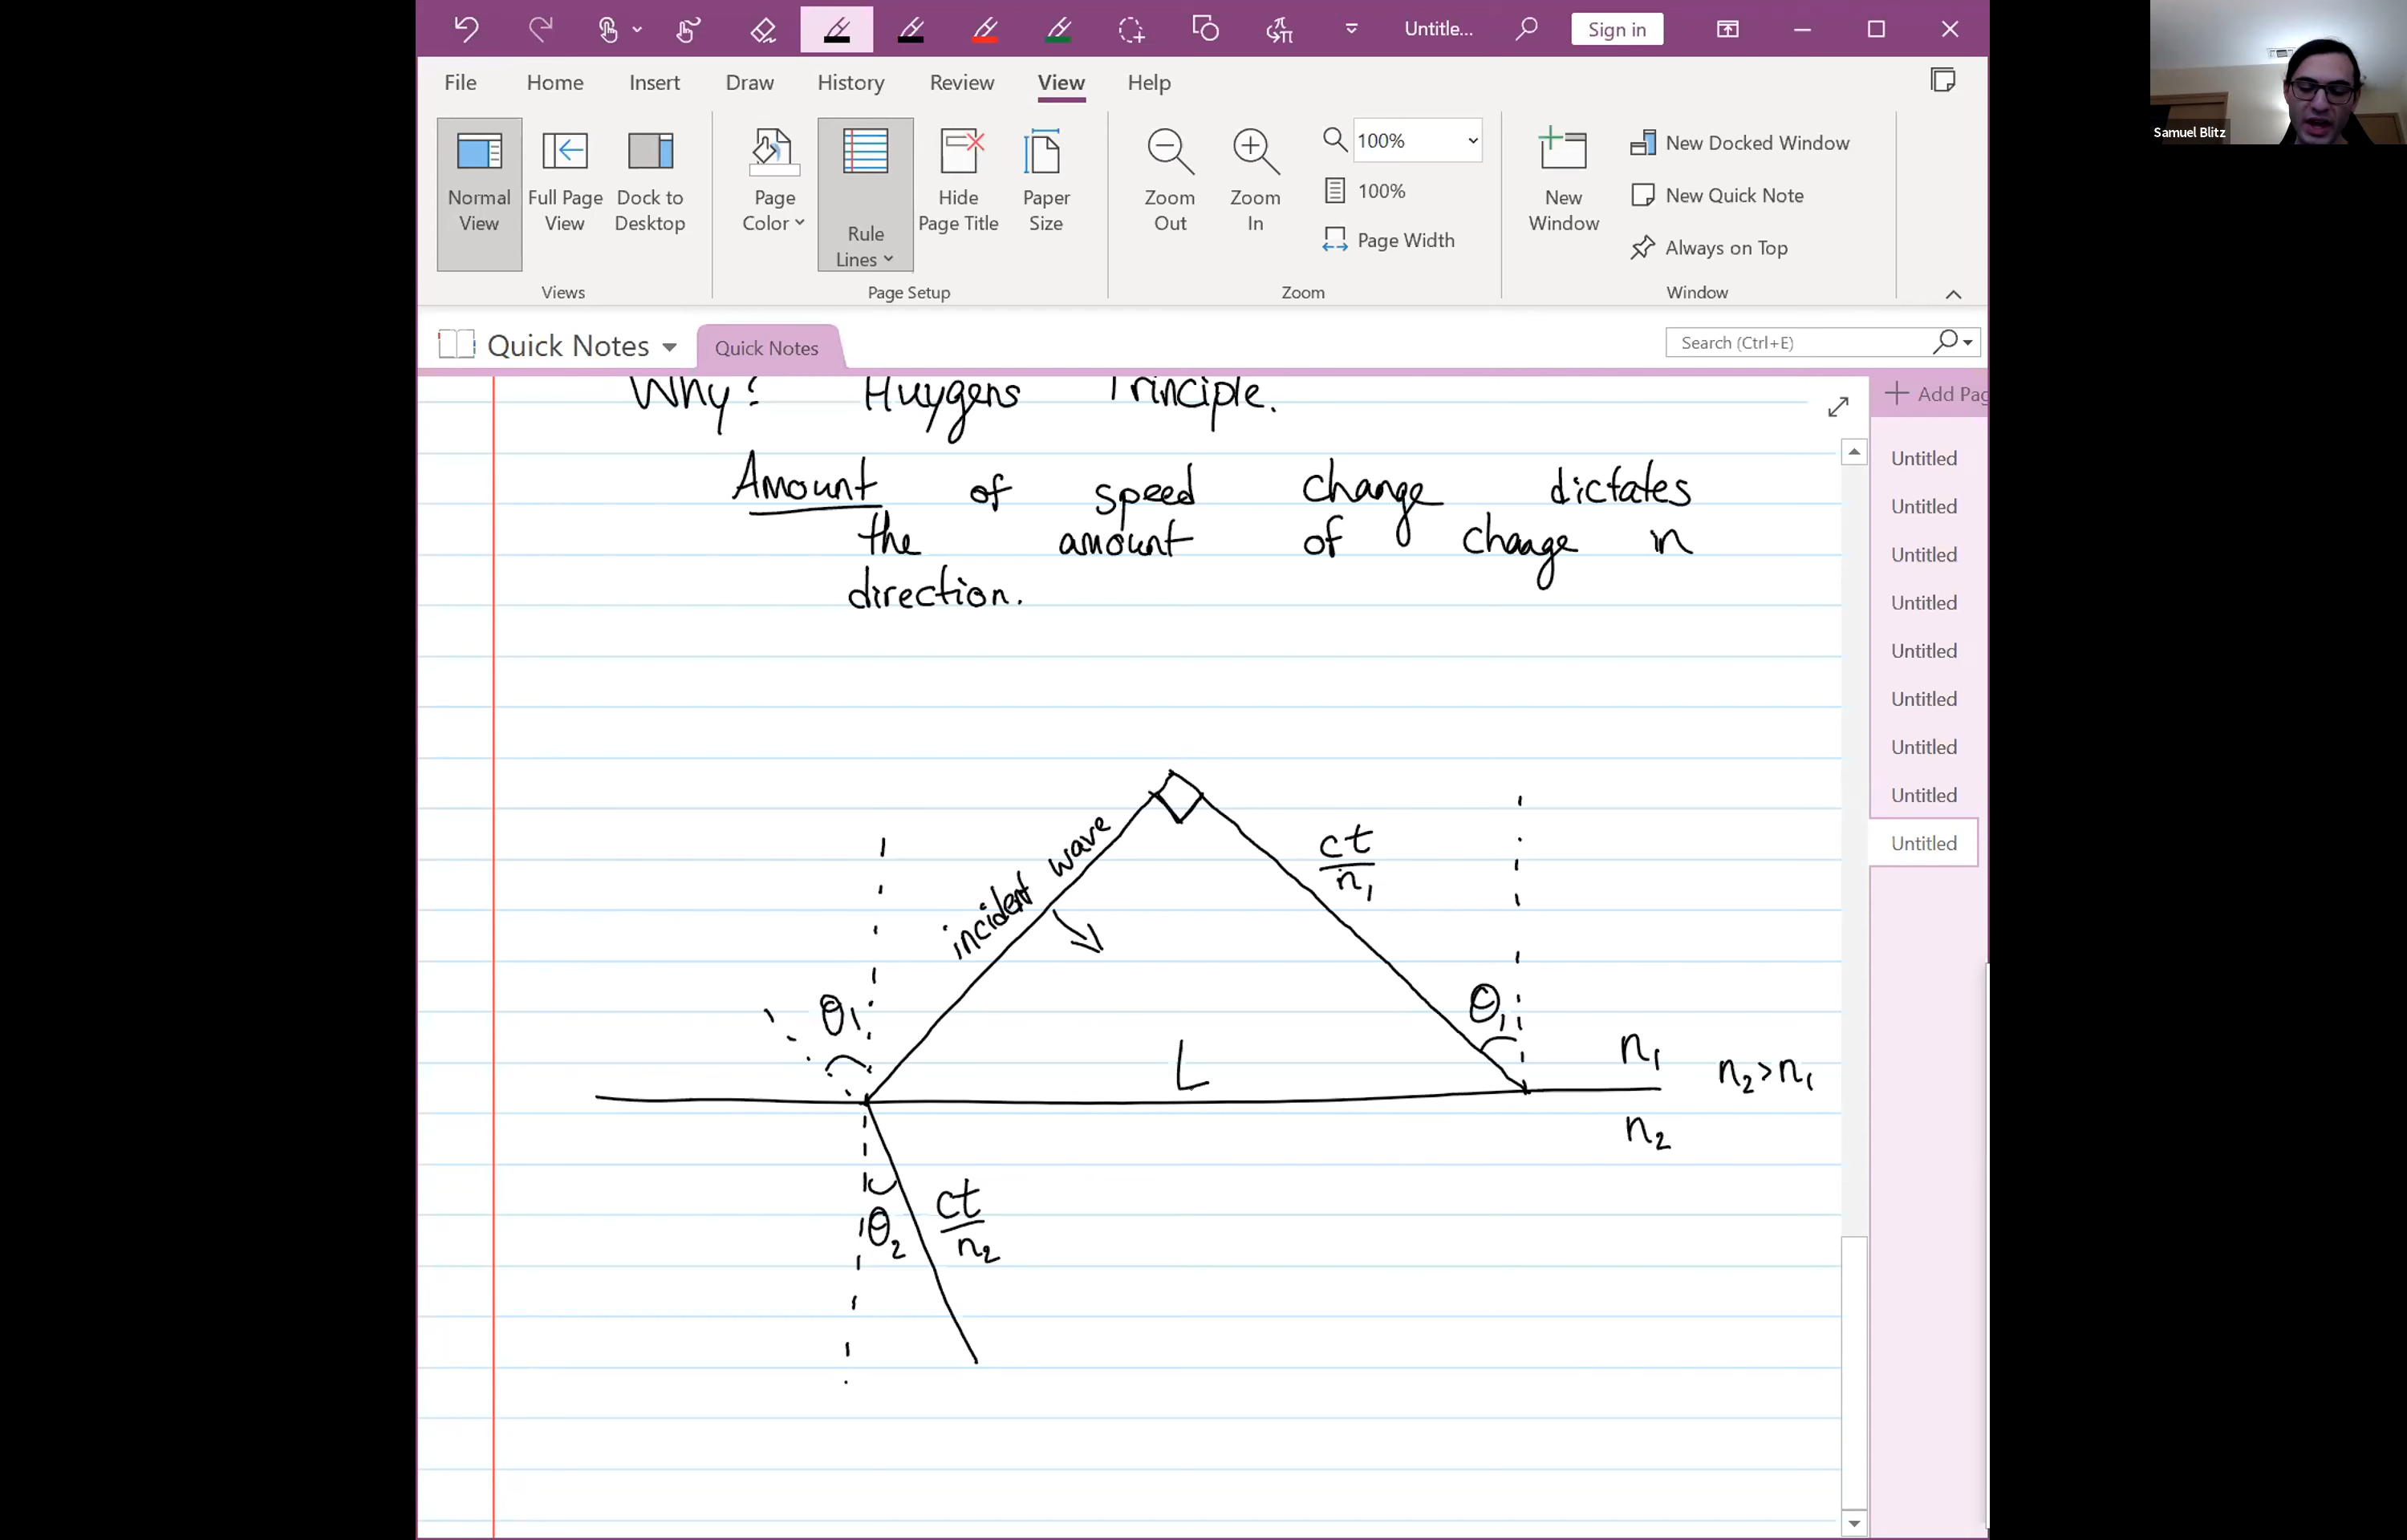 Untitle...
Sign in
File Home Insert Draw History Review View Help
Normal View
Full Page View
Dock to Desktop
Page Color
Rule Lines
Hide Page Title
Paper Size
Zoom Out
Zoom In
100%
100%
Page Width
New Window
New Docked Window
New Quick Note
Always on Top
Views
Page Setup
Zoom
Window
Quick Notes
Quick Notes
Search (Ctrl+E)
Samuel Blitz
Add Pag
Untitled
Untitled
Untitled
Untitled
Untitled
Untitled
Untitled
Untitled
Untitled
Why? Huygens Principle.
Amount of speed change dictates
the amount of change in
direction.
incident wave
ct/n₁
θ₁
θ₁
L
n₁
n₂>n₁
n₂
θ₂
ct/n₂